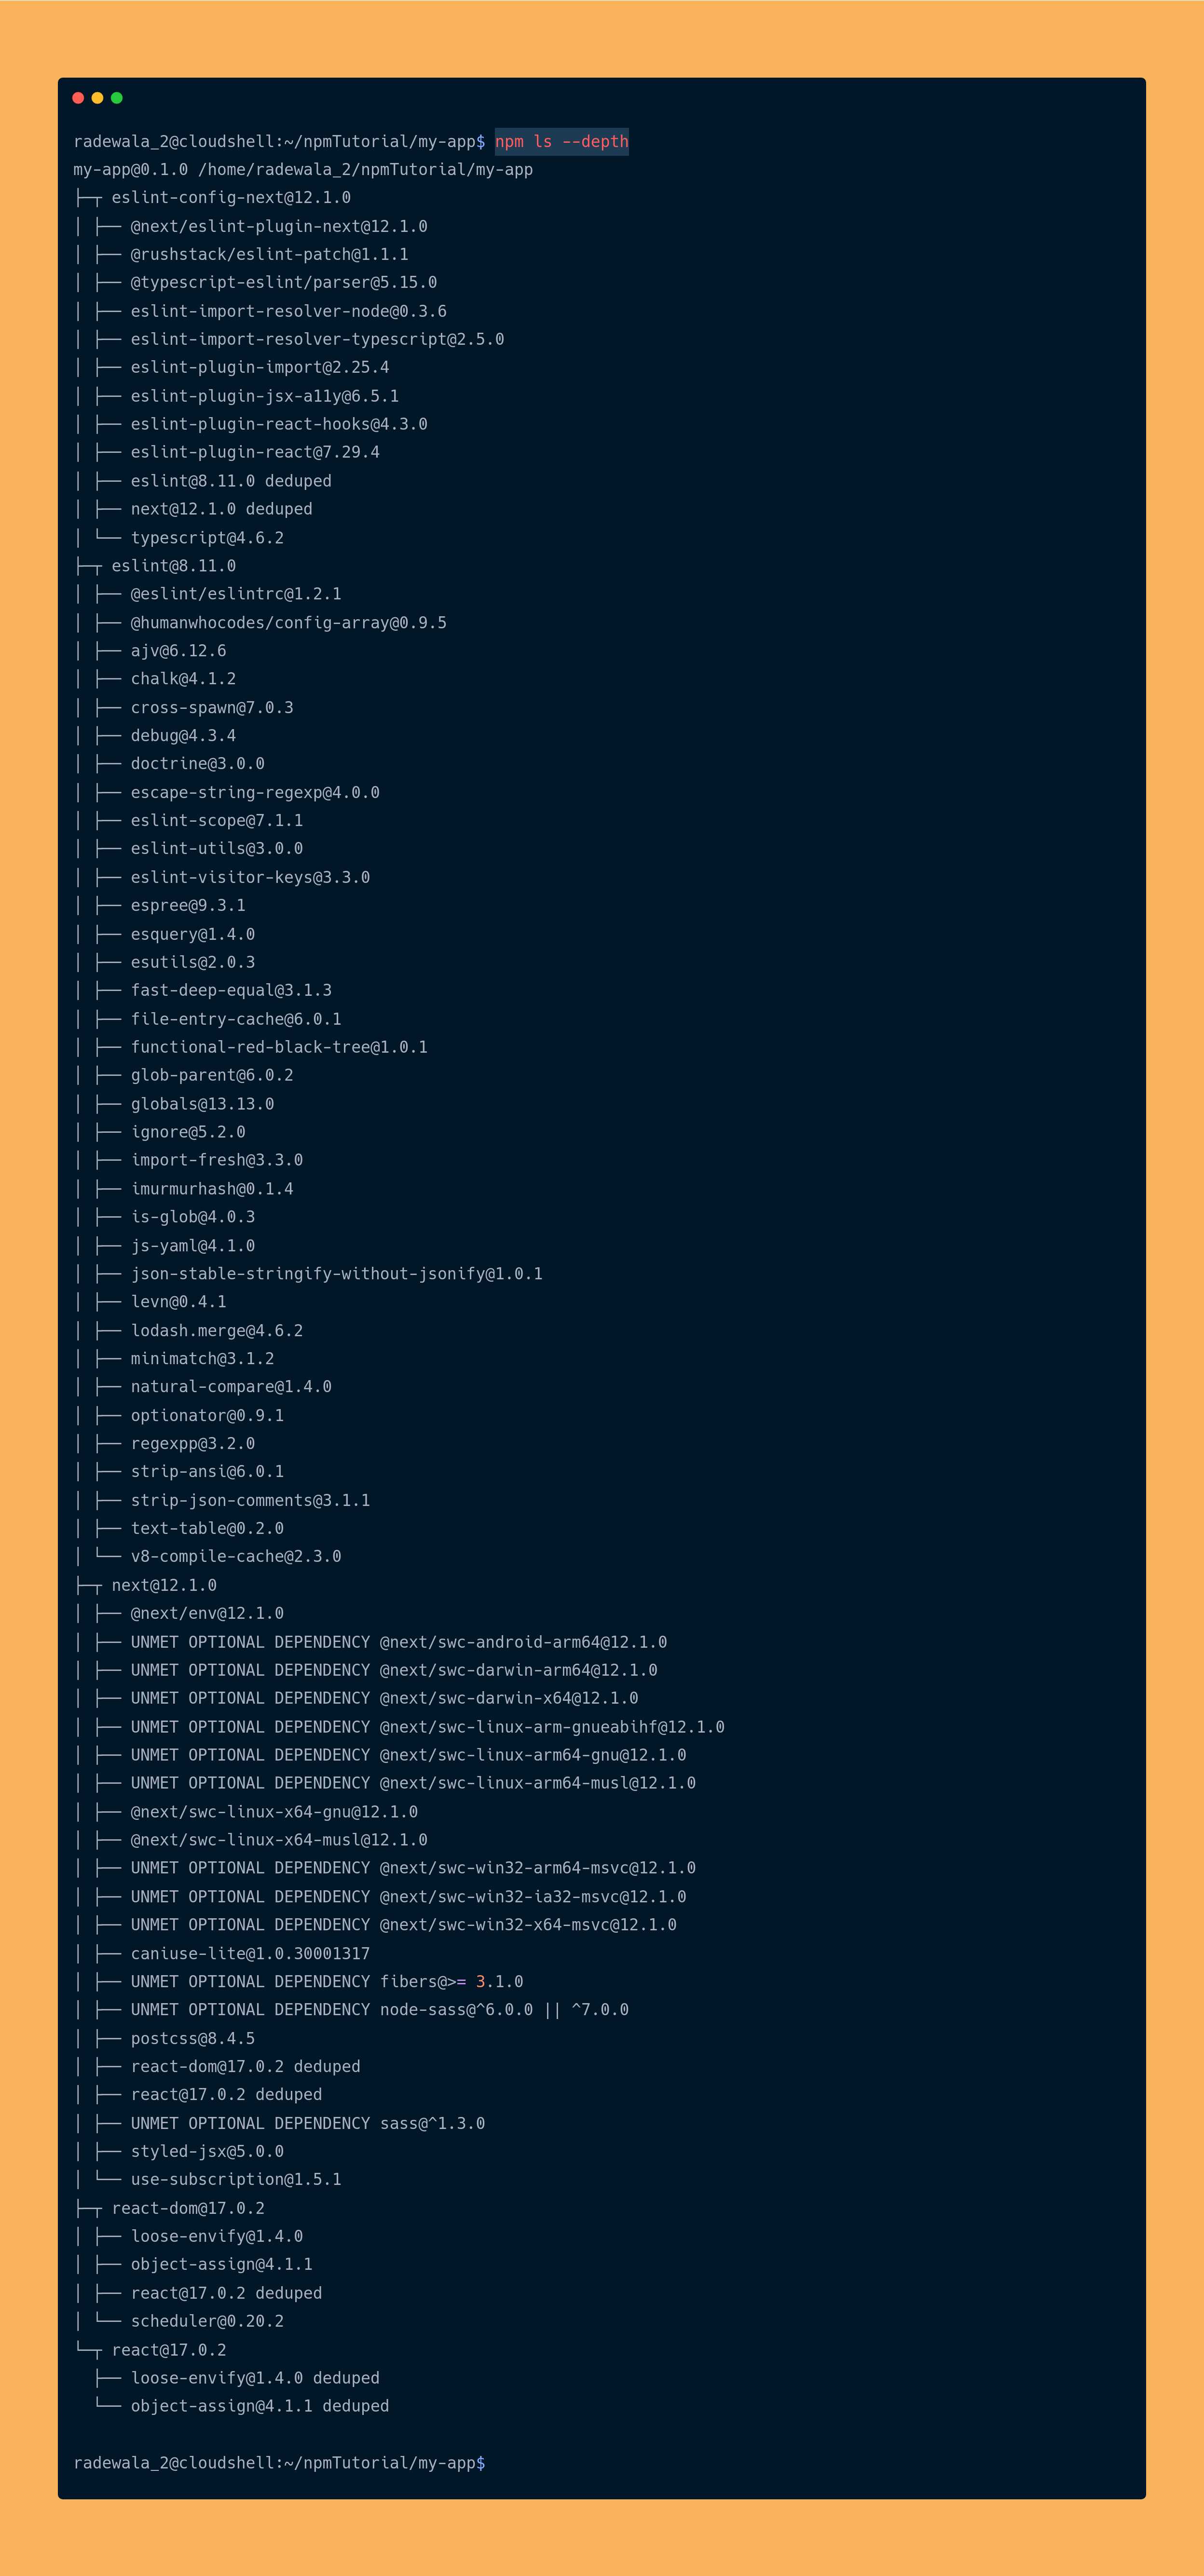 radewala_2@cloudshell:~/npmTutorial/my-app$ npm ls --depth
my-app@0.1.0 /home/radewala_2/npmTutorial/my-app
├─┬ eslint-config-next@12.1.0
│ ├── @next/eslint-plugin-next@12.1.0
│ ├── @rushstack/eslint-patch@1.1.1
│ ├── @typescript-eslint/parser@5.15.0
│ ├── eslint-import-resolver-node@0.3.6
│ ├── eslint-import-resolver-typescript@2.5.0
│ ├── eslint-plugin-import@2.25.4
│ ├── eslint-plugin-jsx-a11y@6.5.1
│ ├── eslint-plugin-react-hooks@4.3.0
│ ├── eslint-plugin-react@7.29.4
│ ├── eslint@8.11.0 deduped
│ ├── next@12.1.0 deduped
│ └── typescript@4.6.2
├─┬ eslint@8.11.0
│ ├── @eslint/eslintrc@1.2.1
│ ├── @humanwhocodes/config-array@0.9.5
│ ├── ajv@6.12.6
│ ├── chalk@4.1.2
│ ├── cross-spawn@7.0.3
│ ├── debug@4.3.4
│ ├── doctrine@3.0.0
│ ├── escape-string-regexp@4.0.0
│ ├── eslint-scope@7.1.1
│ ├── eslint-utils@3.0.0
│ ├── eslint-visitor-keys@3.3.0
│ ├── espree@9.3.1
│ ├── esquery@1.4.0
│ ├── esutils@2.0.3
│ ├── fast-deep-equal@3.1.3
│ ├── file-entry-cache@6.0.1
│ ├── functional-red-black-tree@1.0.1
│ ├── glob-parent@6.0.2
│ ├── globals@13.13.0
│ ├── ignore@5.2.0
│ ├── import-fresh@3.3.0
│ ├── imurmurhash@0.1.4
│ ├── is-glob@4.0.3
│ ├── js-yaml@4.1.0
│ ├── json-stable-stringify-without-jsonify@1.0.1
│ ├── levn@0.4.1
│ ├── lodash.merge@4.6.2
│ ├── minimatch@3.1.2
│ ├── natural-compare@1.4.0
│ ├── optionator@0.9.1
│ ├── regexpp@3.2.0
│ ├── strip-ansi@6.0.1
│ ├── strip-json-comments@3.1.1
│ ├── text-table@0.2.0
│ └── v8-compile-cache@2.3.0
├─┬ next@12.1.0
│ ├── @next/env@12.1.0
│ ├── UNMET OPTIONAL DEPENDENCY @next/swc-android-arm64@12.1.0
│ ├── UNMET OPTIONAL DEPENDENCY @next/swc-darwin-arm64@12.1.0
│ ├── UNMET OPTIONAL DEPENDENCY @next/swc-darwin-x64@12.1.0
│ ├── UNMET OPTIONAL DEPENDENCY @next/swc-linux-arm-gnueabihf@12.1.0
│ ├── UNMET OPTIONAL DEPENDENCY @next/swc-linux-arm64-gnu@12.1.0
│ ├── UNMET OPTIONAL DEPENDENCY @next/swc-linux-arm64-musl@12.1.0
│ ├── @next/swc-linux-x64-gnu@12.1.0
│ ├── @next/swc-linux-x64-musl@12.1.0
│ ├── UNMET OPTIONAL DEPENDENCY @next/swc-win32-arm64-msvc@12.1.0
│ ├── UNMET OPTIONAL DEPENDENCY @next/swc-win32-ia32-msvc@12.1.0
│ ├── UNMET OPTIONAL DEPENDENCY @next/swc-win32-x64-msvc@12.1.0
│ ├── caniuse-lite@1.0.30001317
│ ├── UNMET OPTIONAL DEPENDENCY fibers@>= 3.1.0
│ ├── UNMET OPTIONAL DEPENDENCY node-sass@^6.0.0 || ^7.0.0
│ ├── postcss@8.4.5
│ ├── react-dom@17.0.2 deduped
│ ├── react@17.0.2 deduped
│ ├── UNMET OPTIONAL DEPENDENCY sass@^1.3.0
│ ├── styled-jsx@5.0.0
│ └── use-subscription@1.5.1
├─┬ react-dom@17.0.2
│ ├── loose-envify@1.4.0
│ ├── object-assign@4.1.1
│ ├── react@17.0.2 deduped
│ └── scheduler@0.20.2
└─┬ react@17.0.2
  ├── loose-envify@1.4.0 deduped
  └── object-assign@4.1.1 deduped
radewala_2@cloudshell:~/npmTutorial/my-app$